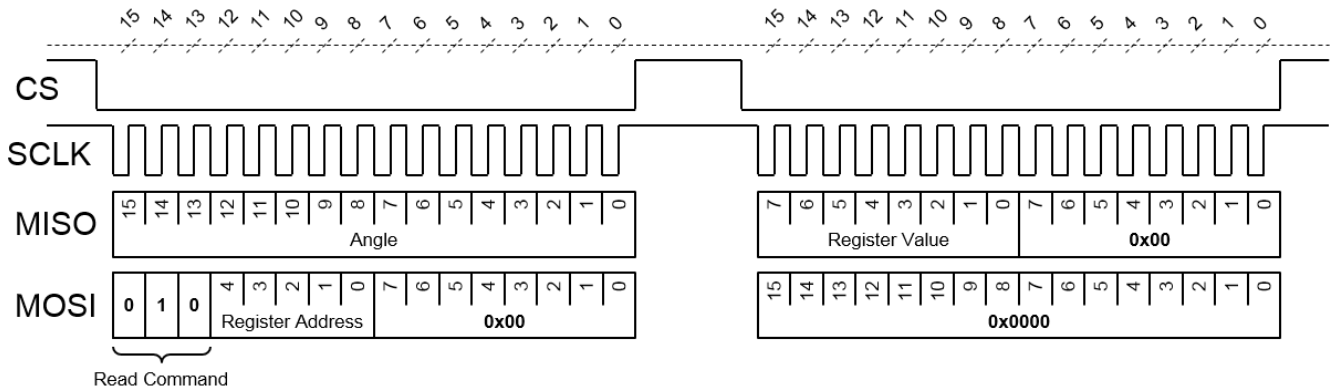 15 14 13 12 11 10 9 8 7 6 5 4 3 2 1 0 15 14 13 12 11 10 9 8 7 6 5 4 3 2 1 0
CS
SCLK
MISO 15 14 13 12 11 10 9 8 7 6 5 4 3 2 1 0 7 6 5 4 3 2 1 0 7 6 5 4 3 2 1 0
Angle Register Value 0x00
MOSI 0 1 0 4 3 2 1 0 7 6 5 4 3 2 1 0 15 14 13 12 11 10 9 8 7 6 5 4 3 2 1 0
Register Address 0x00 0x0000
Read Command